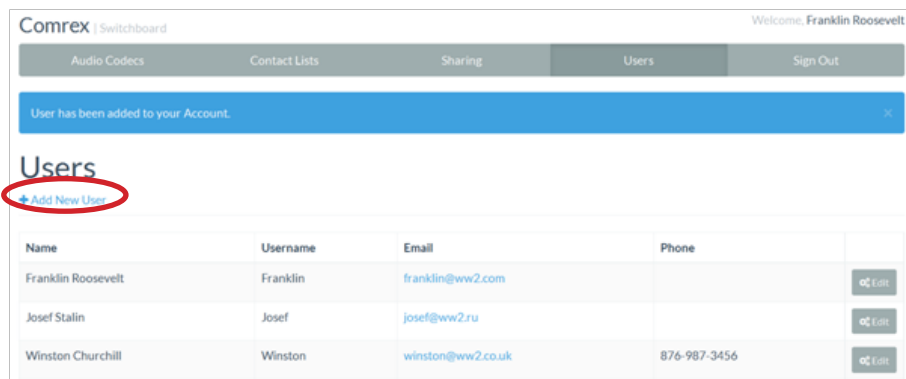 Comrex | Switchboard
Welcome, Franklin Roosevelt
Audio Codecs Contact Lists Sharing Users Sign Out
User has been added to your Account. ×
Users
+ Add New User
Name Username Email Phone
Franklin Roosevelt Franklin franklin@ww2.com Edit
Josef Stalin Josef josef@ww2.ru Edit
Winston Churchill Winston winston@ww2.co.uk 876-987-3456 Edit